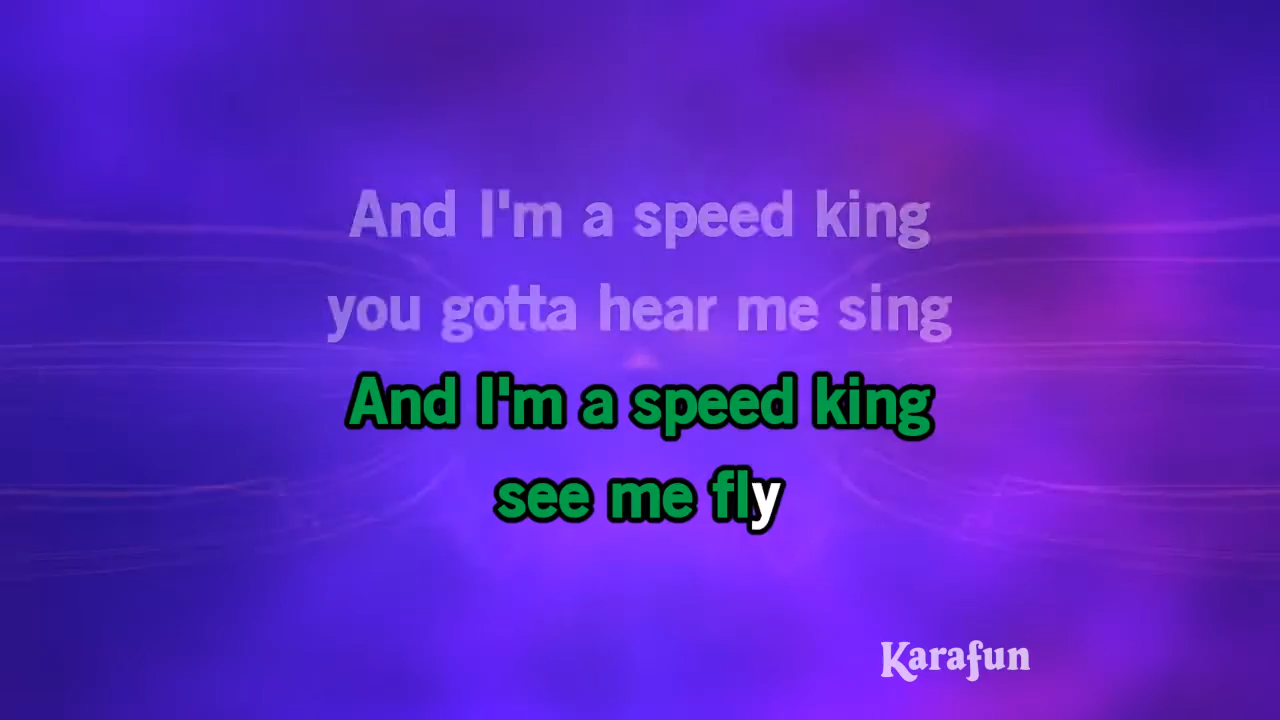 And I'm a speed king
you gotta hear me sing
And I'm a speed king
see me fly
Karafun